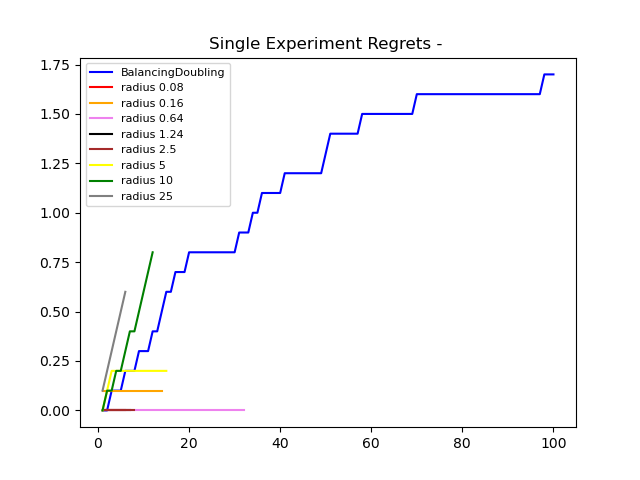 Single Experiment Regrets -
1.75
1.50
1.25
1.00
0.75
0.50
0.25
0.00
BalancingDoubling
radius 0.08
radius 0.16
radius 0.64
radius 1.24
radius 2.5
radius 5
radius 10
radius 25
0 20 40 60 80 100